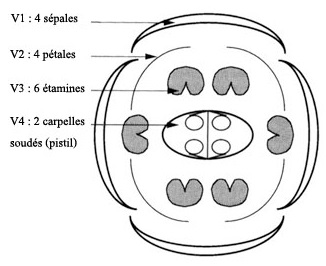 V1 : 4 sépales
V2 : 4 pétales
V3 : 6 étamines
V4 : 2 carpelles
soudés (pistil)